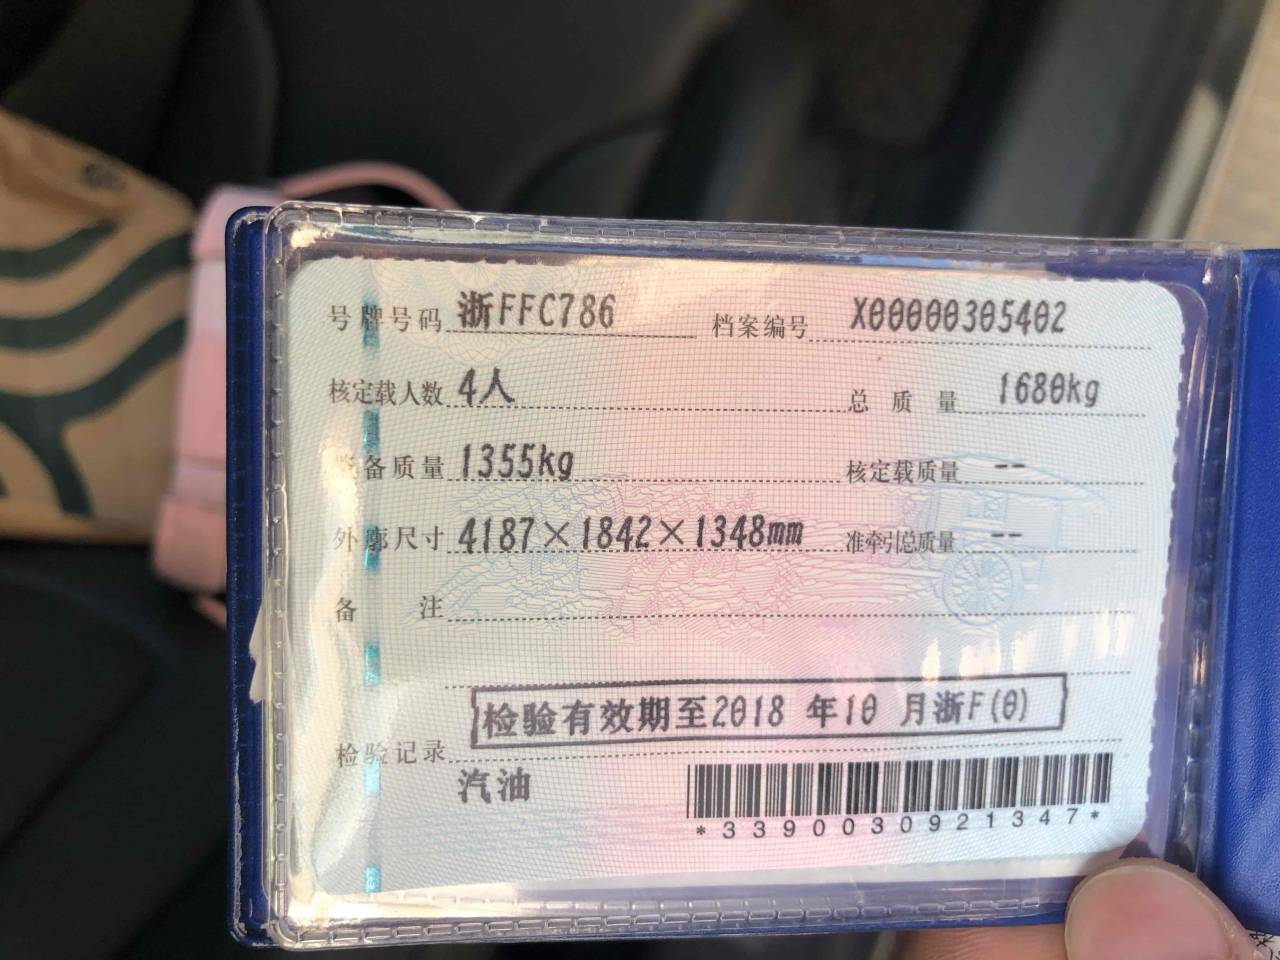 号牌号码 浙FFC786 档案编号 X00000305402
核定载人数 4人 总质量 1680kg
整备质量 1355kg 核定载质量 --
外廓尺寸 4187×1842×1348mm 准牵引总质量 --
备注
检验有效期至2018 年10 月浙F(0)
检验记录
汽油
*3390030921347*